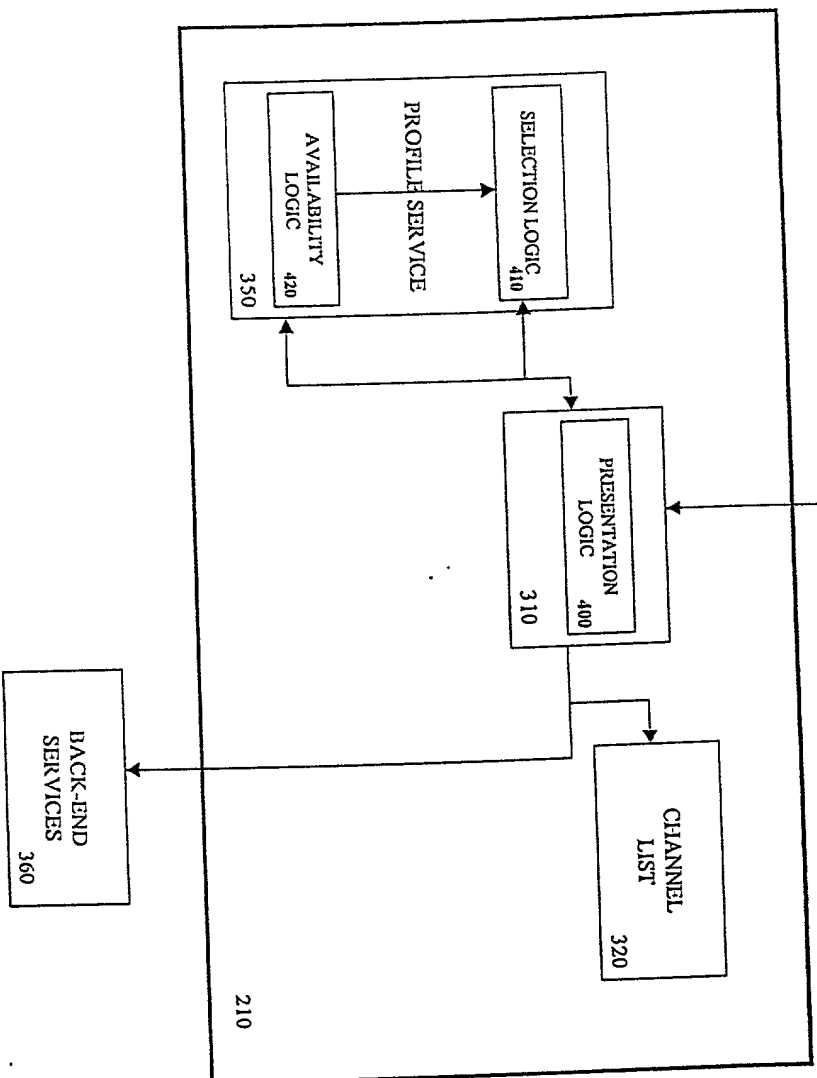 SELECTION LOGIC
410
PROFILE SERVICE
AVAILABILITY
LOGIC
420
350
PRESENTATION
LOGIC
400
310
CHANNEL
LIST
320
210
BACK-END
SERVICES
360